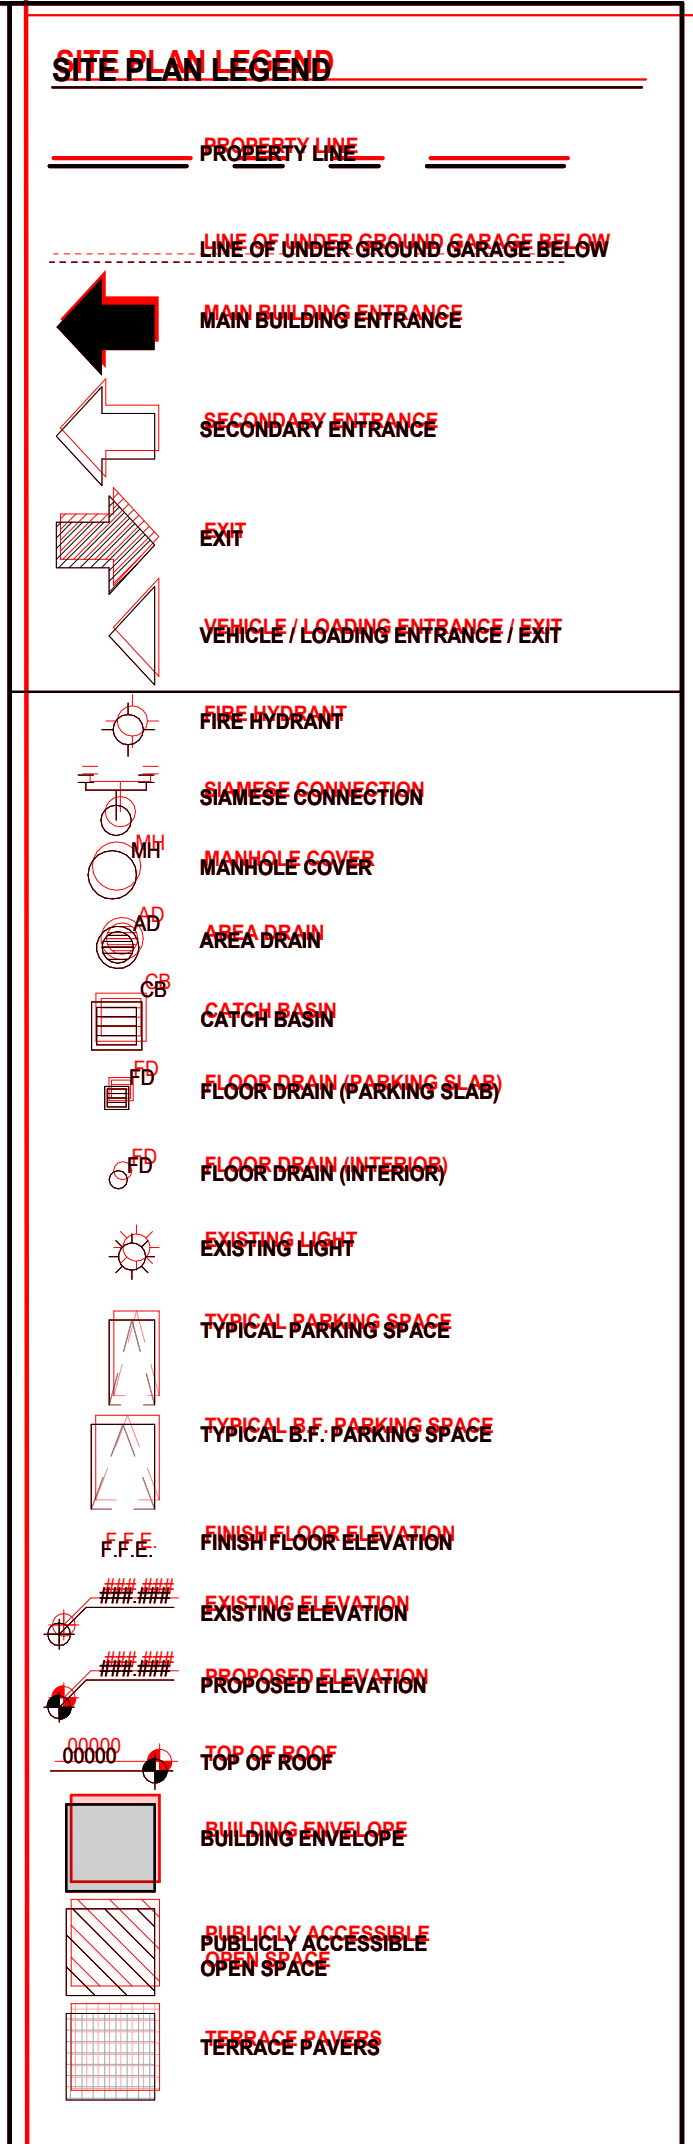 SITE PLAN LEGEND
PROPERTY LINE
LINE OF UNDER GROUND GARAGE BELOW
MAIN BUILDING ENTRANCE
SECONDARY ENTRANCE
EXIT
VEHICLE / LOADING ENTRANCE / EXIT
FIRE HYDRANT
SIAMESE CONNECTION
MH
MANHOLE COVER
AD
AREA DRAIN
CB
CATCH BASIN
FD
FLOOR DRAIN (PARKING SLAB)
FD
FLOOR DRAIN (INTERIOR)
EXISTING LIGHT
TYPICAL PARKING SPACE
TYPICAL B.F. PARKING SPACE
F.F.E. FINISH FLOOR ELEVATION
###.###
EXISTING ELEVATION
###.###
PROPOSED ELEVATION
00000 TOP OF ROOF
BUILDING ENVELOPE
PUBLICLY ACCESSIBLE
OPEN SPACE
TERRACE PAVERS